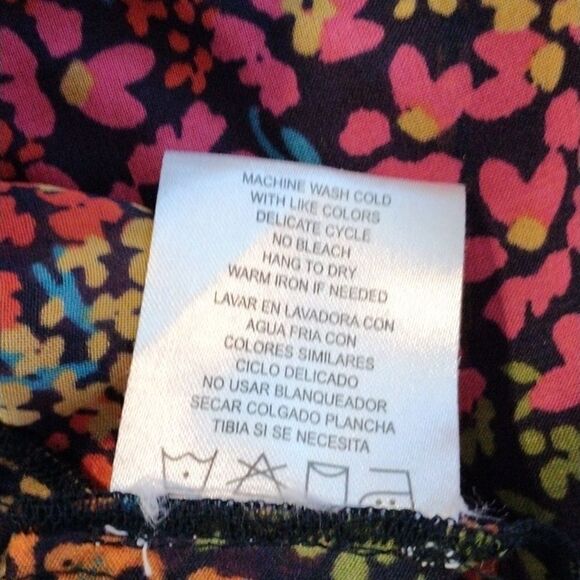 MACHINE WASH COLD
WITH LIKE COLORS
DELICATE CYCLE
NO BLEACH
HANG TO DRY
WARM IRON IF NEEDED
LAVAR EN LAVADORA CON
AGUA FRIA CON
COLORES SIMILARES
CICLO DELICADO
NO USAR BLANQUEADOR
SECAR COLGADO PLANCHA
TIBIA SI SE NECESITA